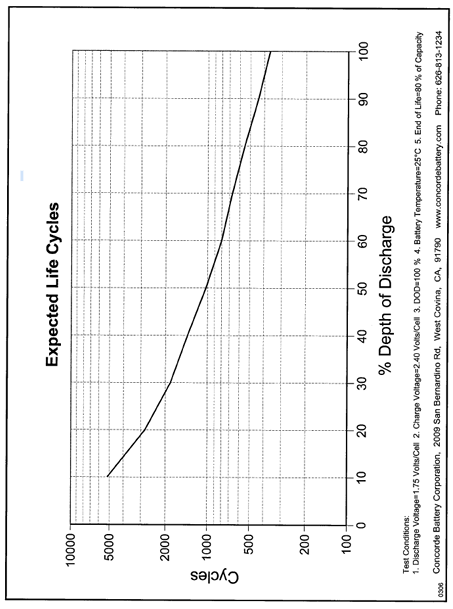 Expected Life Cycles
Cycles
10000
5000
2000
1000
500
200
100
0 10 20 30 40 50 60 70 80 90 100
% Depth of Discharge
Test Conditions:
1. Discharge Voltage=1.75 Volts/Cell 2. Charge Voltage=2.40 Volts/Cell 3. DOD=100 % 4. Battery Temperature=25°C 5. End of Life=80 % of Capacity
Concorde Battery Corporation, 2009 San Bernardino Rd, West Covina, CA, 91790 www.concordebattery.com Phone: 626-813-1234
0306